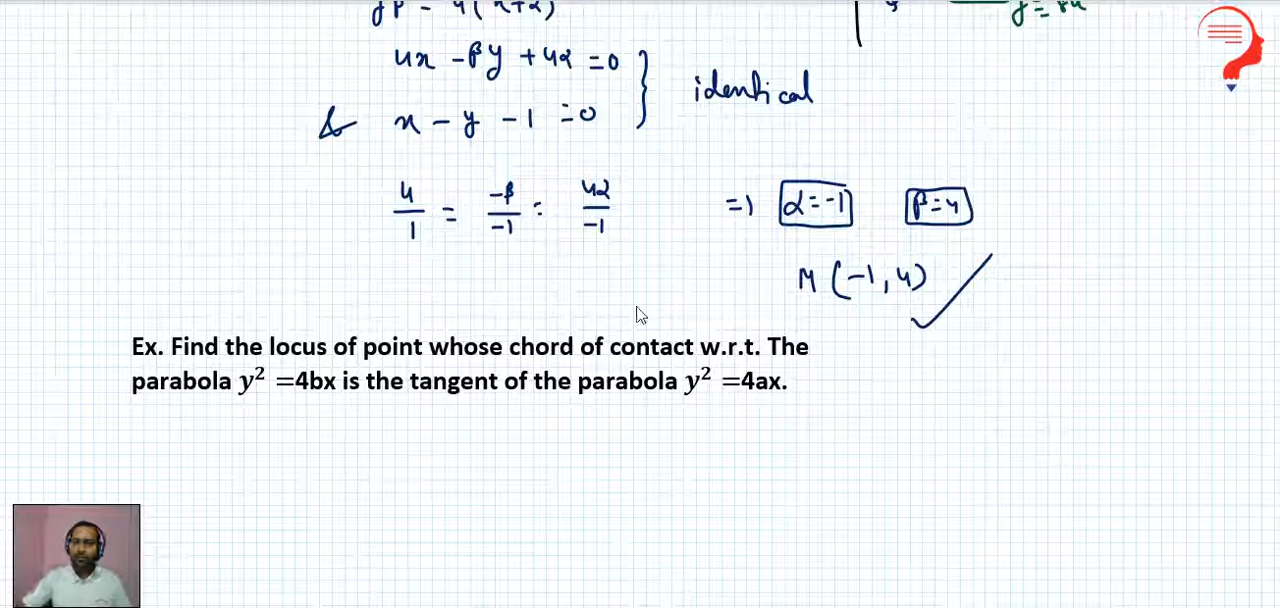 yβ = 4(x+α)
4x - βy + 4α = 0
& x - y - 1 = 0 } identical
4/1 = -β/-1 = 4α/-1 => α = -1 β = 4
M (-1, 4) ✓
Ex. Find the locus of point whose chord of contact w.r.t. The
parabola y² =4bx is the tangent of the parabola y² =4ax.